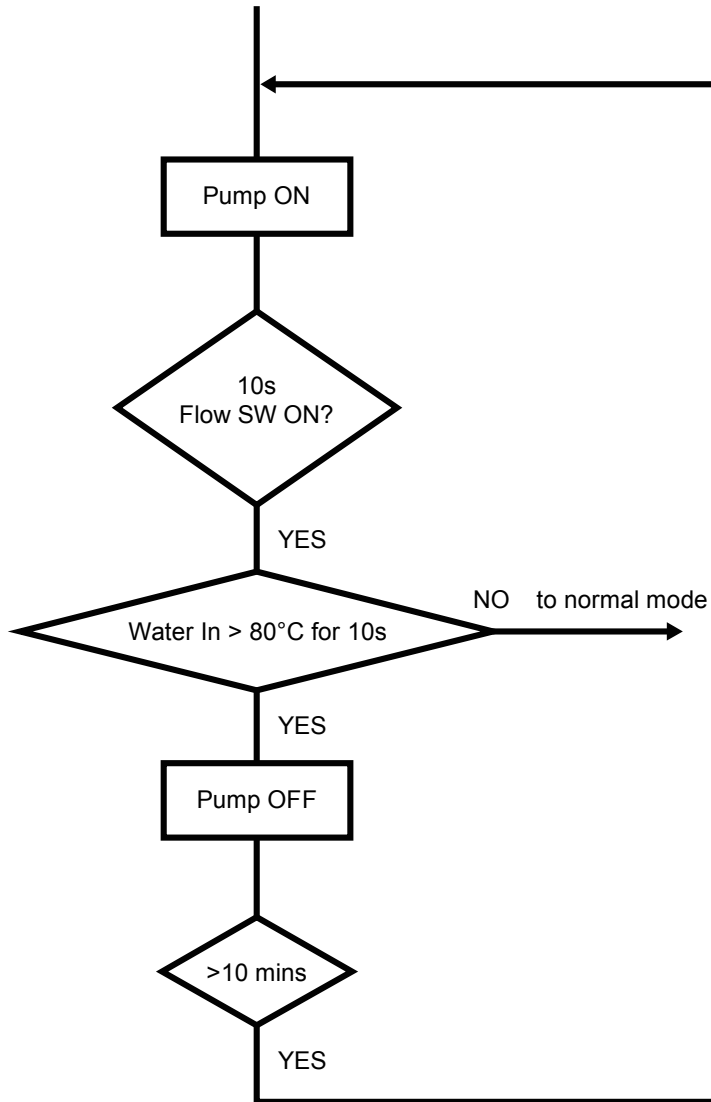 Pump ON
10s
Flow SW ON?
YES
NO to normal mode
Water In > 80°C for 10s
YES
Pump OFF
>10 mins
YES